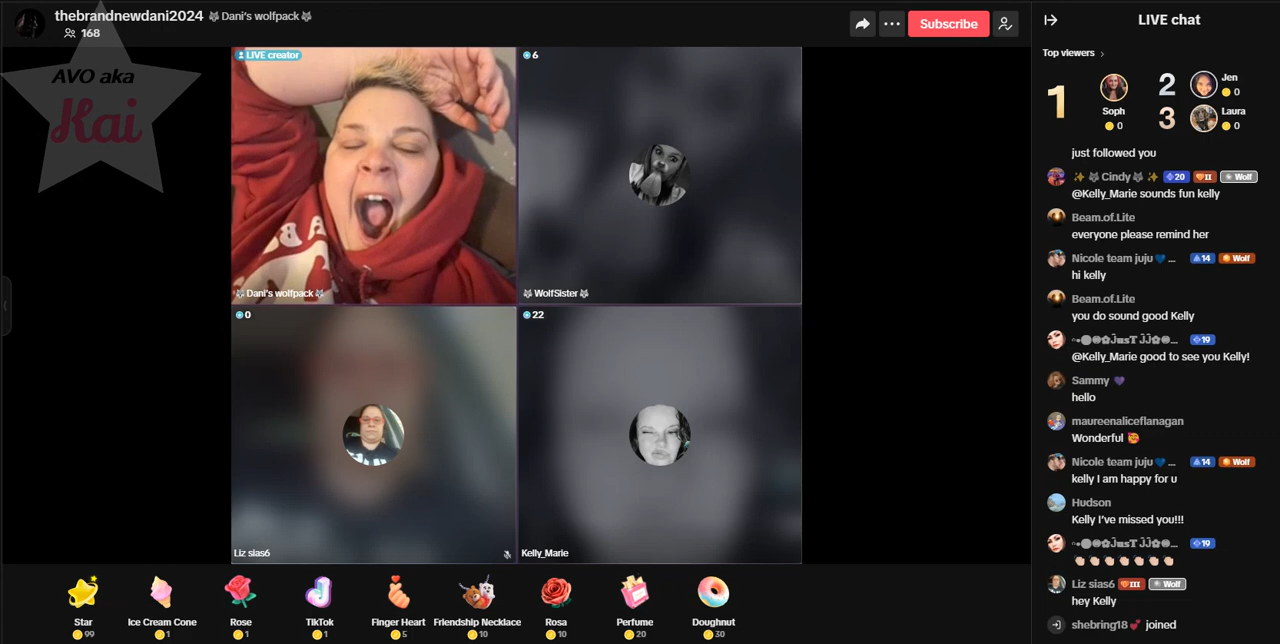 thebrandnewdani2024 🐺Dani's wolfpack🐺
168
Subscribe
AVO aka
Kai
LIVE creator
🐺Dani's wolfpack🐺
6
🐺WolfSister🐺
0
Liz sias6
22
Kelly_Marie
Star
99
Ice Cream Cone
1
Rose
1
TikTok
1
Finger Heart
5
Friendship Necklace
10
Rosa
10
Perfume
20
Doughnut
30
LIVE chat
Top viewers
1
Soph
0
2
Jen
0
3
Laura
0
just followed you
✨🐺Cindy🐺✨ 20 II Wolf
@Kelly_Marie sounds fun kelly
Beam.of.Lite
everyone please remind her
Nicole team juju💙... 14 Wolf
hi kelly
Beam.of.Lite
you do sound good Kelly
19
@Kelly_Marie good to see you Kelly!
Sammy 💜
hello
maureenaliceflanagan
Wonderful 🥰
Nicole team juju💙... 14 Wolf
kelly I am happy for u
Hudson
Kelly I've missed you!!!
19
👏🏻👏🏻👏🏻👏🏻👏🏻👏🏻👏🏻
Liz sias6 III Wolf
hey Kelly
shebring18💕 joined